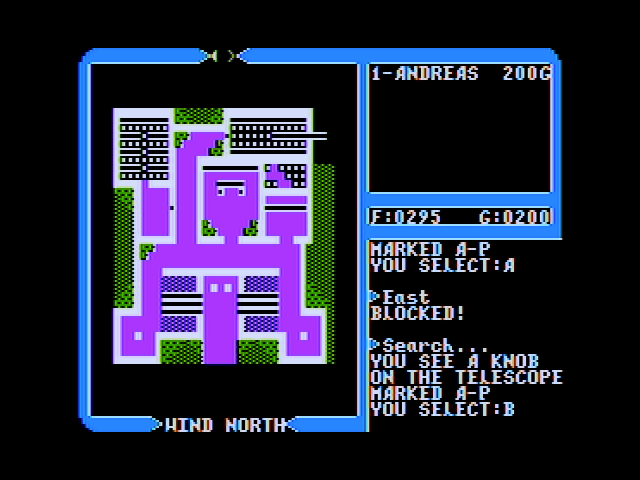 1-ANDREAS 200G
F:0295 G:0200
MARKED A-P
YOU SELECT:A
East
BLOCKED!
Search...
YOU SEE A KNOB
ON THE TELESCOPE
MARKED A-P
YOU SELECT:B
WIND NORTH